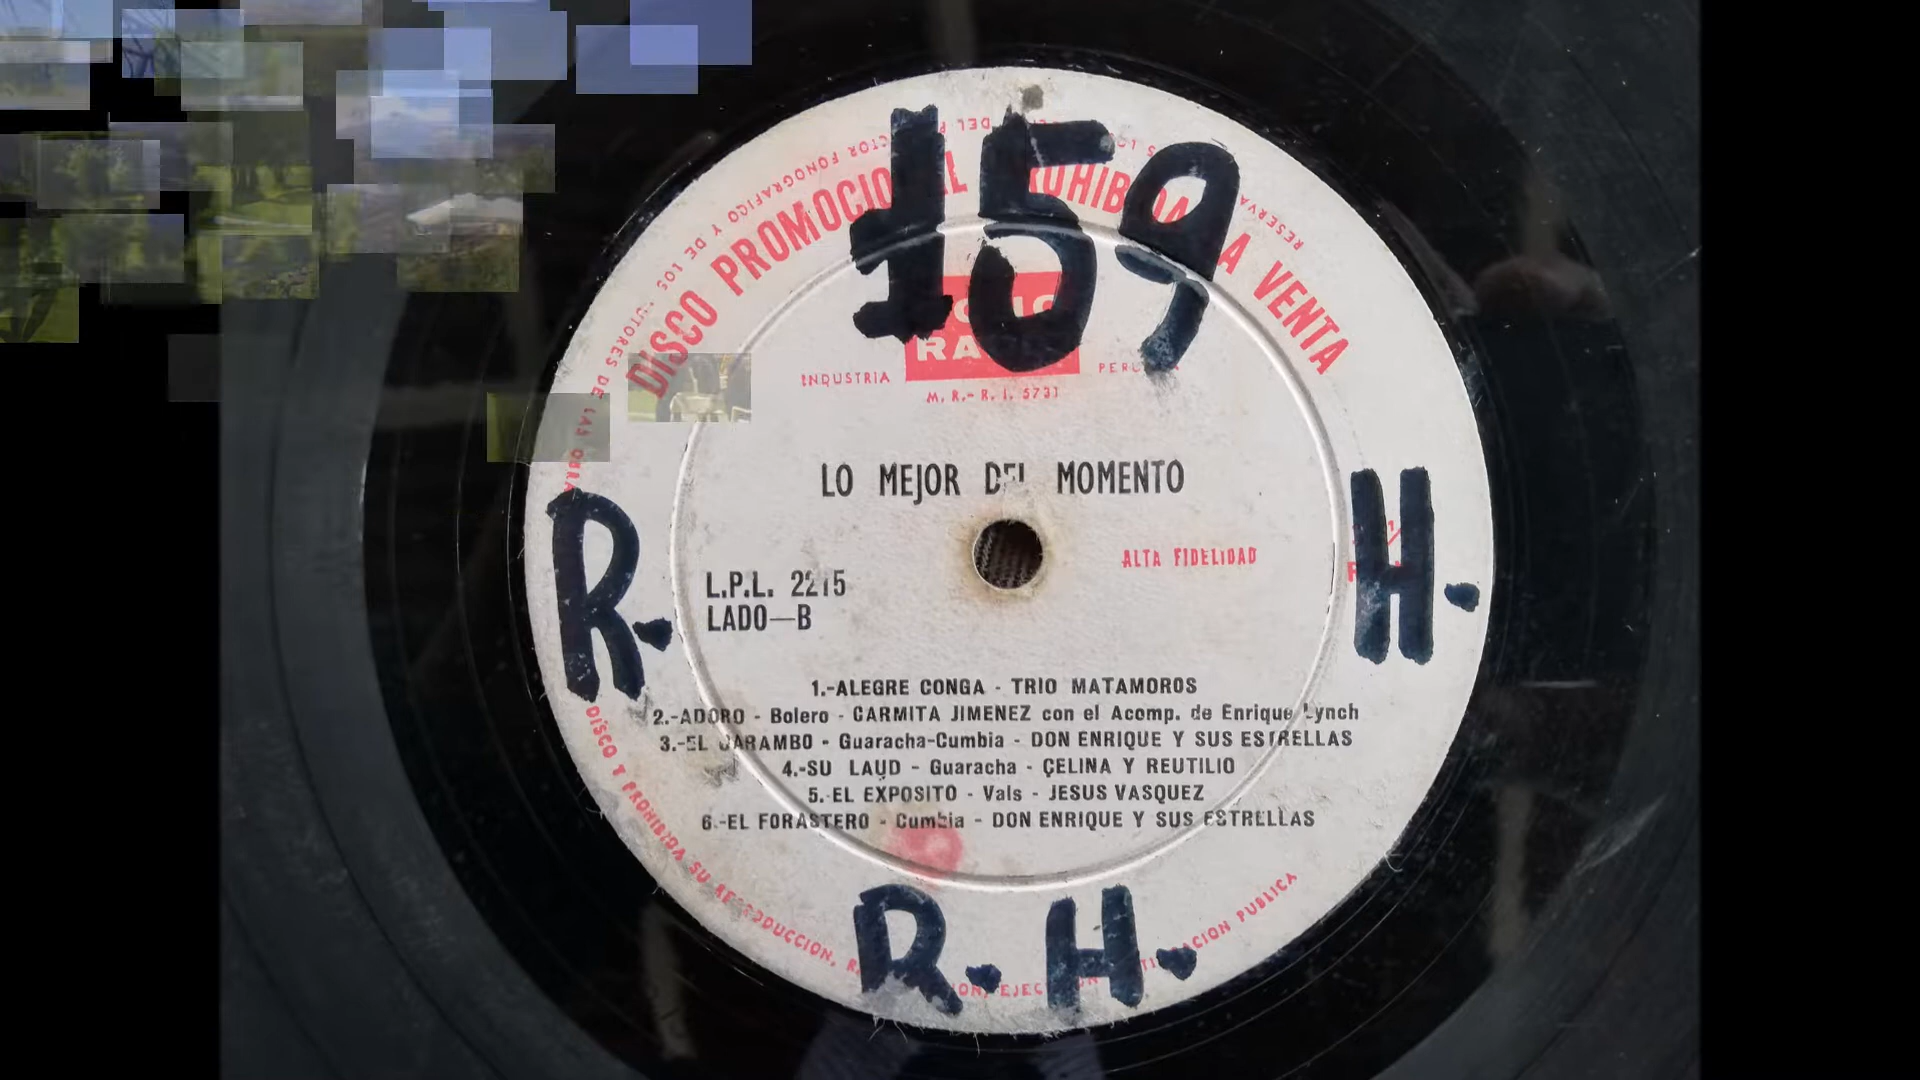 159
DISCO PROMOCIONAL PROHIBIDA A VENTA
INDUSTRIA
M. R.- R. I. 5731
LO MEJOR DEL MOMENTO
ALTA FIDELIDAD
L.P.L. 2215
LADO—B
R. H.
1.-ALEGRE CONGA - TRIO MATAMOROS
2.-ADORO - Bolero - CARMITA JIMENEZ con el Acomp. de Enrique Lynch
3.-EL CARAMBO - Guaracha-Cumbia - DON ENRIQUE Y SUS ESTRELLAS
4.-SU LAUD - Guaracha - ÇELINA Y REUTILIO
5.-EL EXPOSITO - Vals - JESUS VASQUEZ
6.-EL FORASTERO - Cumbia - DON ENRIQUE Y SUS ESTRELLAS
R. H.